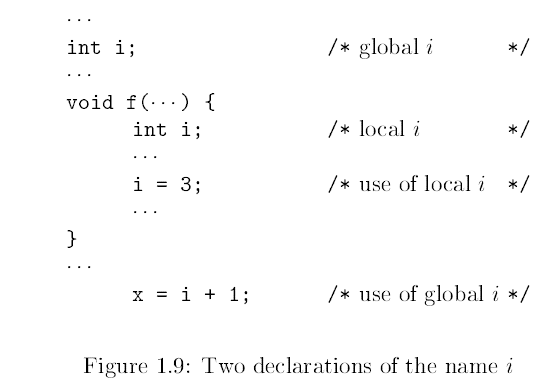 ...
int i; /* global i */
...
void f(···) {
int i; /* local i */
...
i = 3; /* use of local i */
...
}
...
x = i + 1; /* use of global i */
Figure 1.9: Two declarations of the name i